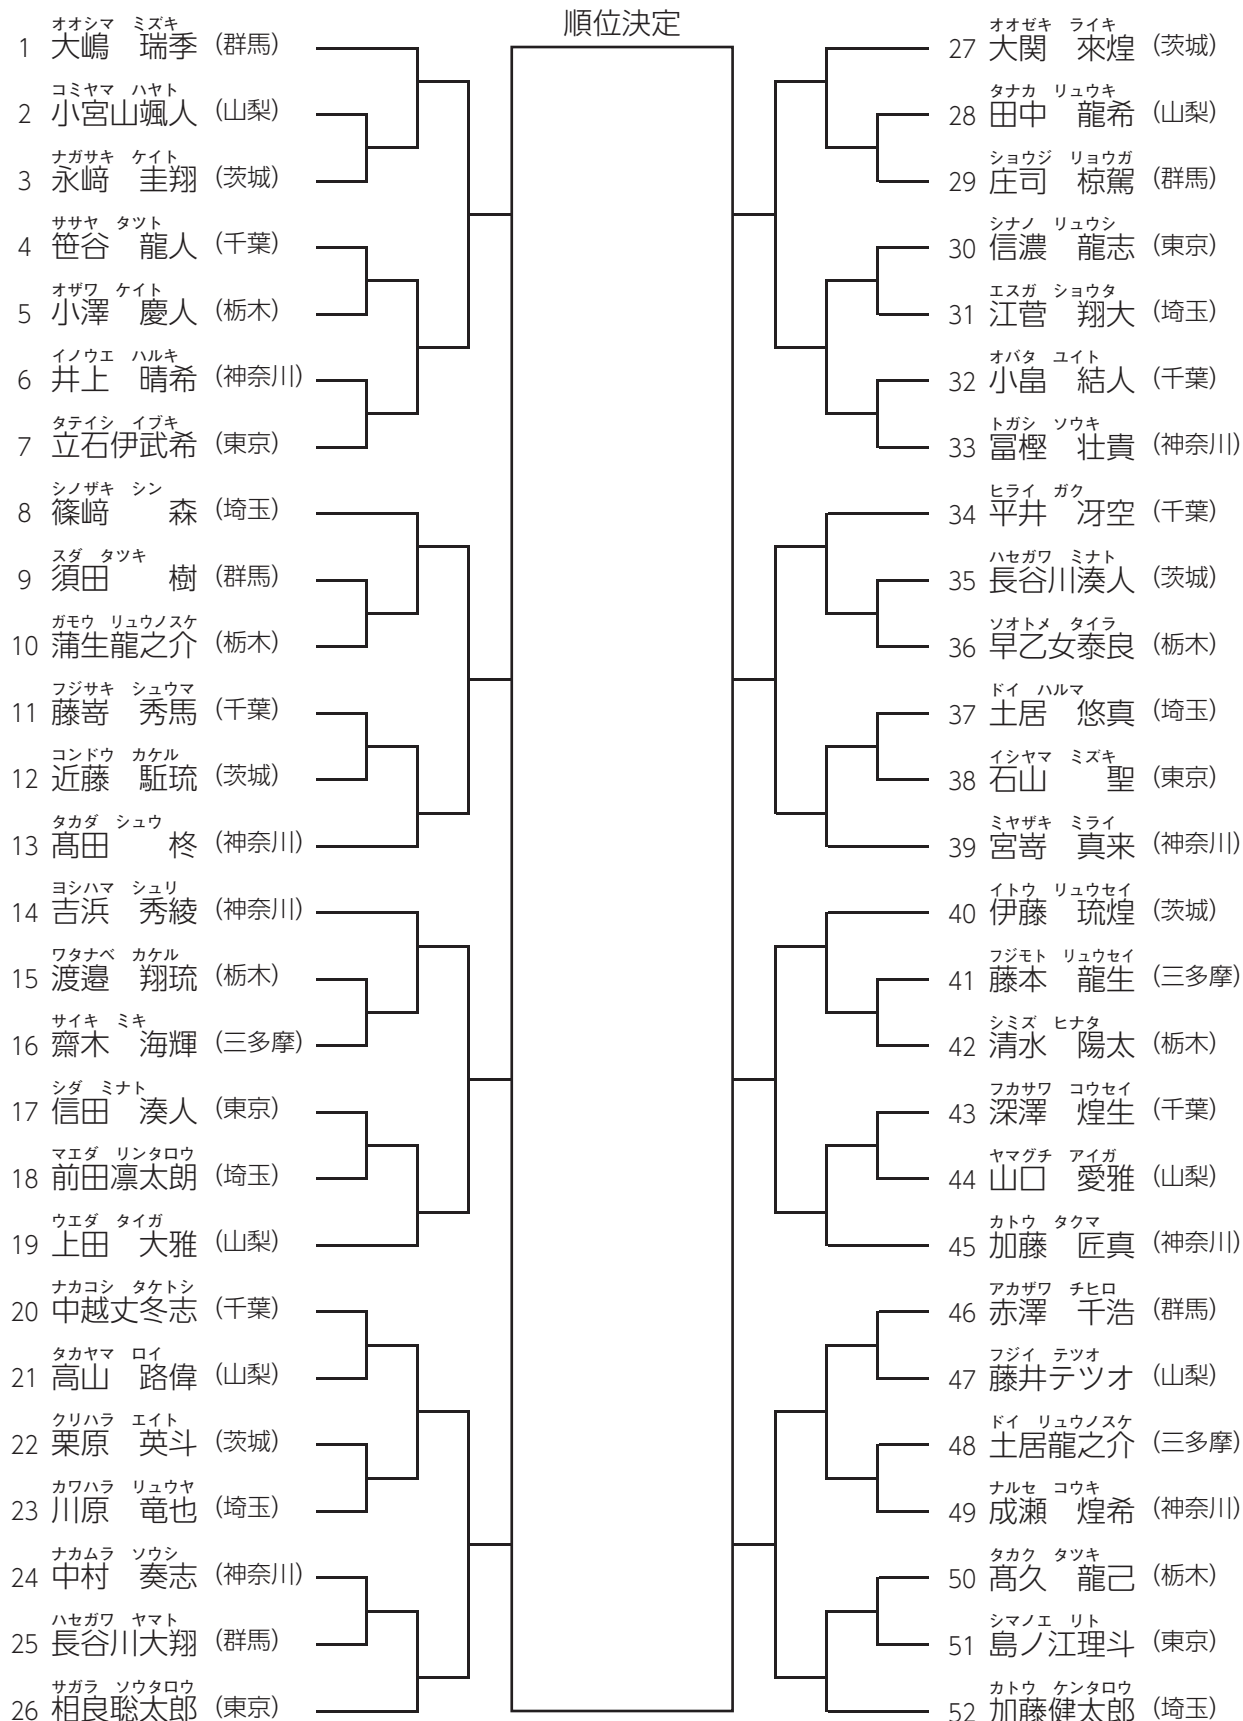 順位決定
オオシマ ミズキ
1 大嶋 瑞季 (群馬)
コミヤマ ハヤト
2 小宮山颯人 (山梨)
ナガサキ ケイト
3 永﨑 圭翔 (茨城)
ササヤ タツト
4 笹谷 龍人 (千葉)
オザワ ケイト
5 小澤 慶人 (栃木)
イノウエ ハルキ
6 井上 晴希 (神奈川)
タテイシ イブキ
7 立石伊武希 (東京)
シノザキ シン
8 篠﨑 森 (埼玉)
スダ タツキ
9 須田 樹 (群馬)
ガモウ リュウノスケ
10 蒲生龍之介 (栃木)
フジサキ シュウマ
11 藤嵜 秀馬 (千葉)
コンドウ カケル
12 近藤 駈琉 (茨城)
タカダ シュウ
13 髙田 柊 (神奈川)
ヨシハマ シュリ
14 吉浜 秀綾 (神奈川)
ワタナベ カケル
15 渡邉 翔琉 (栃木)
サイキ ミキ
16 齋木 海輝 (三多摩)
シダ ミナト
17 信田 湊人 (東京)
マエダ リンタロウ
18 前田凛太朗 (埼玉)
ウエダ タイガ
19 上田 大雅 (山梨)
ナカコシ タケトシ
20 中越丈冬志 (千葉)
タカヤマ ロイ
21 高山 路偉 (山梨)
クリハラ エイト
22 栗原 英斗 (茨城)
カワハラ リュウヤ
23 川原 竜也 (埼玉)
ナカムラ ソウシ
24 中村 奏志 (神奈川)
ハセガワ ヤマト
25 長谷川大翔 (群馬)
サガラ ソウタロウ
26 相良聡太郎 (東京)
オオゼキ ライキ
27 大関 來煌 (茨城)
タナカ リュウキ
28 田中 龍希 (山梨)
ショウジ リョウガ
29 庄司 椋駕 (群馬)
シナノ リュウシ
30 信濃 龍志 (東京)
エスガ ショウタ
31 江菅 翔大 (埼玉)
オバタ ユイト
32 小畠 結人 (千葉)
トガシ ソウキ
33 冨樫 壮貴 (神奈川)
ヒライ ガク
34 平井 冴空 (千葉)
ハセガワ ミナト
35 長谷川湊人 (茨城)
ソオトメ タイラ
36 早乙女泰良 (栃木)
ドイ ハルマ
37 土居 悠真 (埼玉)
イシヤマ ミズキ
38 石山 聖 (東京)
ミヤザキ ミライ
39 宮嵜 真来 (神奈川)
イトウ リュウセイ
40 伊藤 琉煌 (茨城)
フジモト リュウセイ
41 藤本 龍生 (三多摩)
シミズ ヒナタ
42 清水 陽太 (栃木)
フカサワ コウセイ
43 深澤 煌生 (千葉)
ヤマグチ アイガ
44 山口 愛雅 (山梨)
カトウ タクマ
45 加藤 匠真 (神奈川)
アカザワ チヒロ
46 赤澤 千浩 (群馬)
フジイ テツオ
47 藤井テツオ (山梨)
ドイ リュウノスケ
48 土居龍之介 (三多摩)
ナルセ コウキ
49 成瀬 煌希 (神奈川)
タカク タツキ
50 髙久 龍己 (栃木)
シマノエ リト
51 島ノ江理斗 (東京)
カトウ ケンタロウ
52 加藤健太郎 (埼玉)